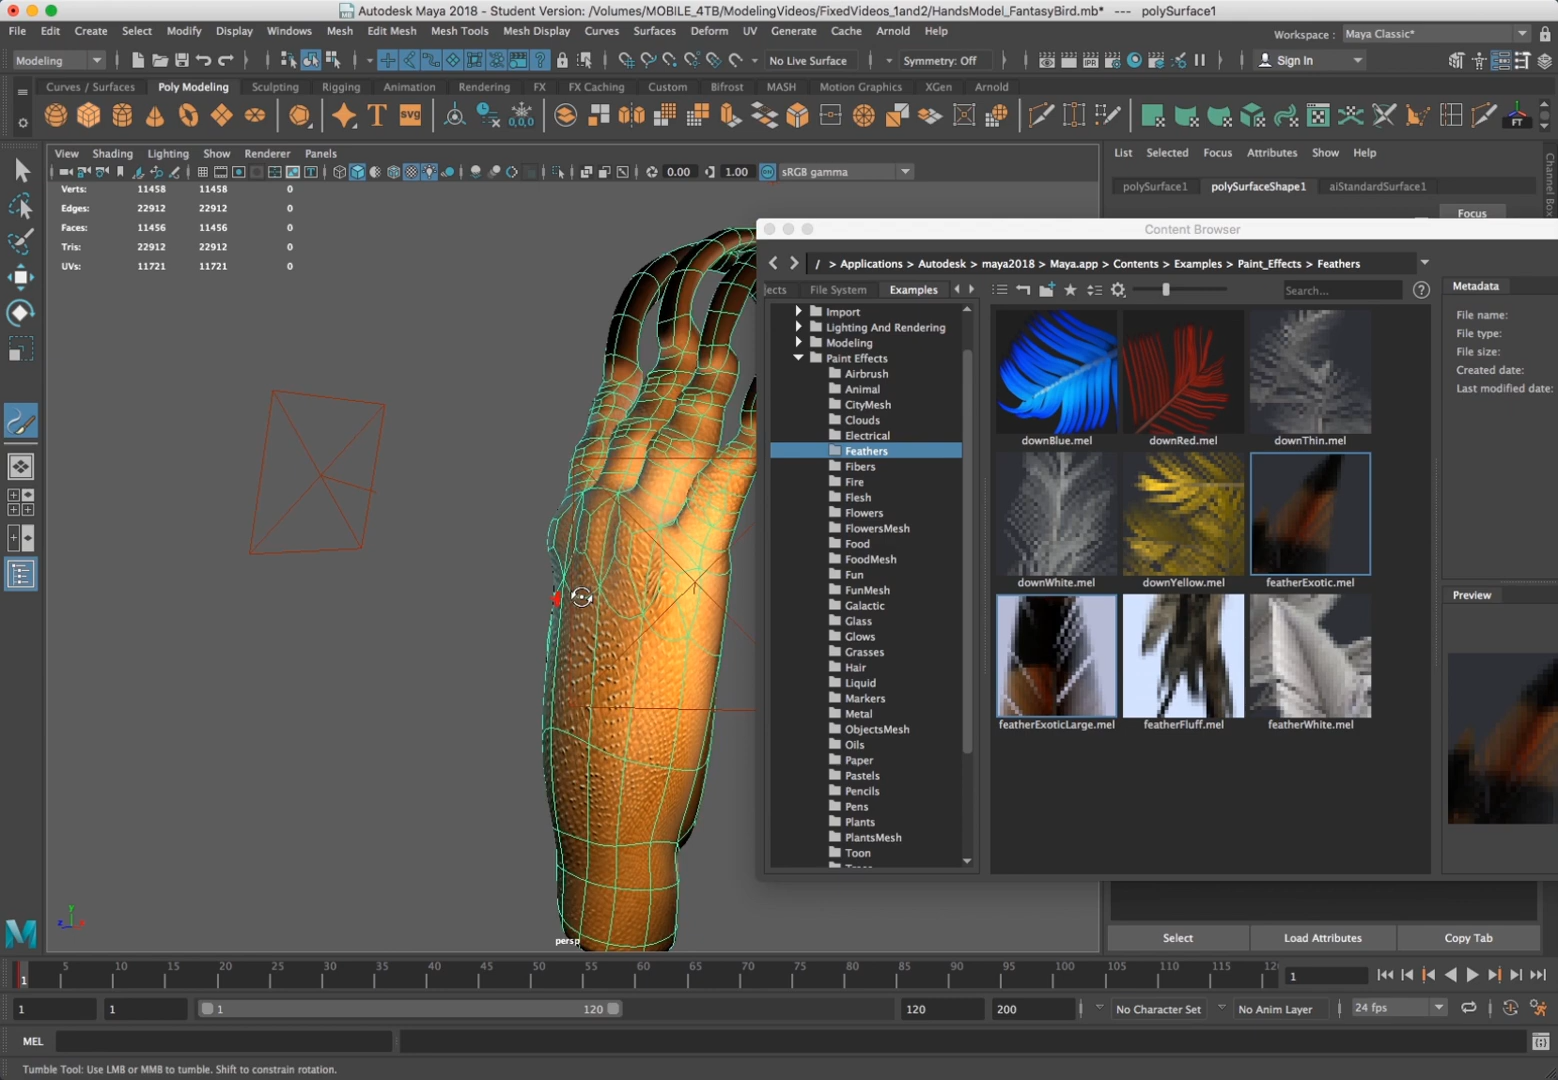 Autodesk Maya 2018 - Student Version: /Volumes/MOBILE_4TB/ModelingVideos/FixedVideos_1and2/HandsModel_FantasyBird.mb* --- polySurface1
File Edit Create Select Modify Display Windows Mesh Edit Mesh Mesh Tools Mesh Display Curves Surfaces Deform UV Generate Cache Arnold Help Workspace : Maya Classic*
Modeling No Live Surface Symmetry: Off Sign In
Curves / Surfaces Poly Modeling Sculpting Rigging Animation Rendering FX FX Caching Custom Bifrost MASH Motion Graphics XGen Arnold
T SVG 0,0,0 FT
View Shading Lighting Show Renderer Panels
List Selected Focus Attributes Show Help
0.00 1.00 sRGB gamma
polySurface1 polySurfaceShape1 aiStandardSurface1
Channel Box
Verts: 11458 11458 0
Edges: 22912 22912 0
Faces: 11456 11456 0
Tris: 22912 22912 0
UVs: 11721 11721 0
Focus
Content Browser
/ > Applications > Autodesk > maya2018 > Maya.app > Contents > Examples > Paint_Effects > Feathers
jects File System Examples Search...
Metadata
File name:
File type:
File size:
Created date:
Last modified date:
Import
Lighting And Rendering
Modeling
Paint Effects
Airbrush
Animal
CityMesh
Clouds
Electrical
Feathers
Fibers
Fire
Flesh
Flowers
FlowersMesh
Food
FoodMesh
Fun
FunMesh
Galactic
Glass
Glows
Grasses
Hair
Liquid
Markers
Metal
ObjectsMesh
Oils
Paper
Pastels
Pencils
Pens
Plants
PlantsMesh
Toon
downBlue.mel downRed.mel downThin.mel
downWhite.mel downYellow.mel featherExotic.mel
featherExoticLarge.mel featherFluff.mel featherWhite.mel
Preview
persp
Select Load Attributes Copy Tab
1 5 10 15 20 25 30 35 40 45 50 55 60 65 70 75 80 85 90 95 100 105 110 115 12 1
1 1 1 120 120 200 No Character Set No Anim Layer 24 fps
MEL
Tumble Tool: Use LMB or MMB to tumble. Shift to constrain rotation.